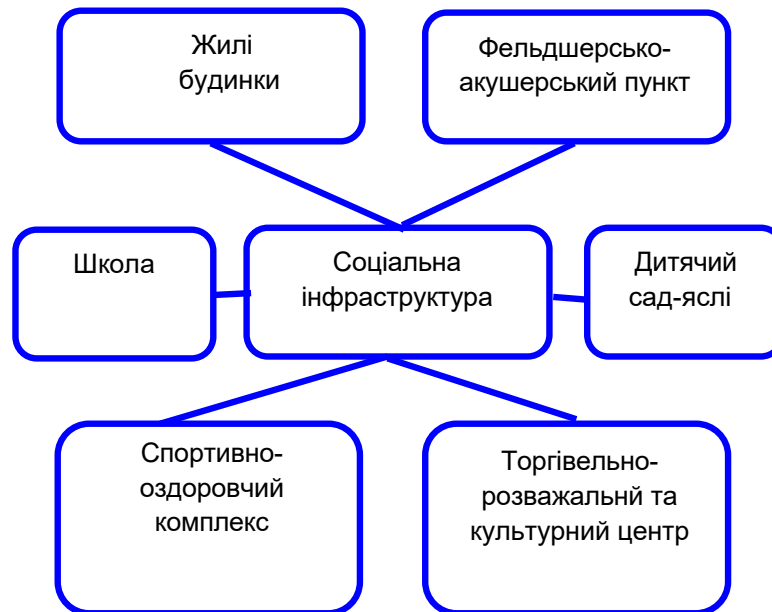 Жилі
будинки
Фельдшерсько-
акушерський пункт
Школа
Соціальна
інфраструктура
Дитячий
сад-яслі
Спортивно-
оздоровчий
комплекс
Торгівельно-
розважальнй та
культурний центр